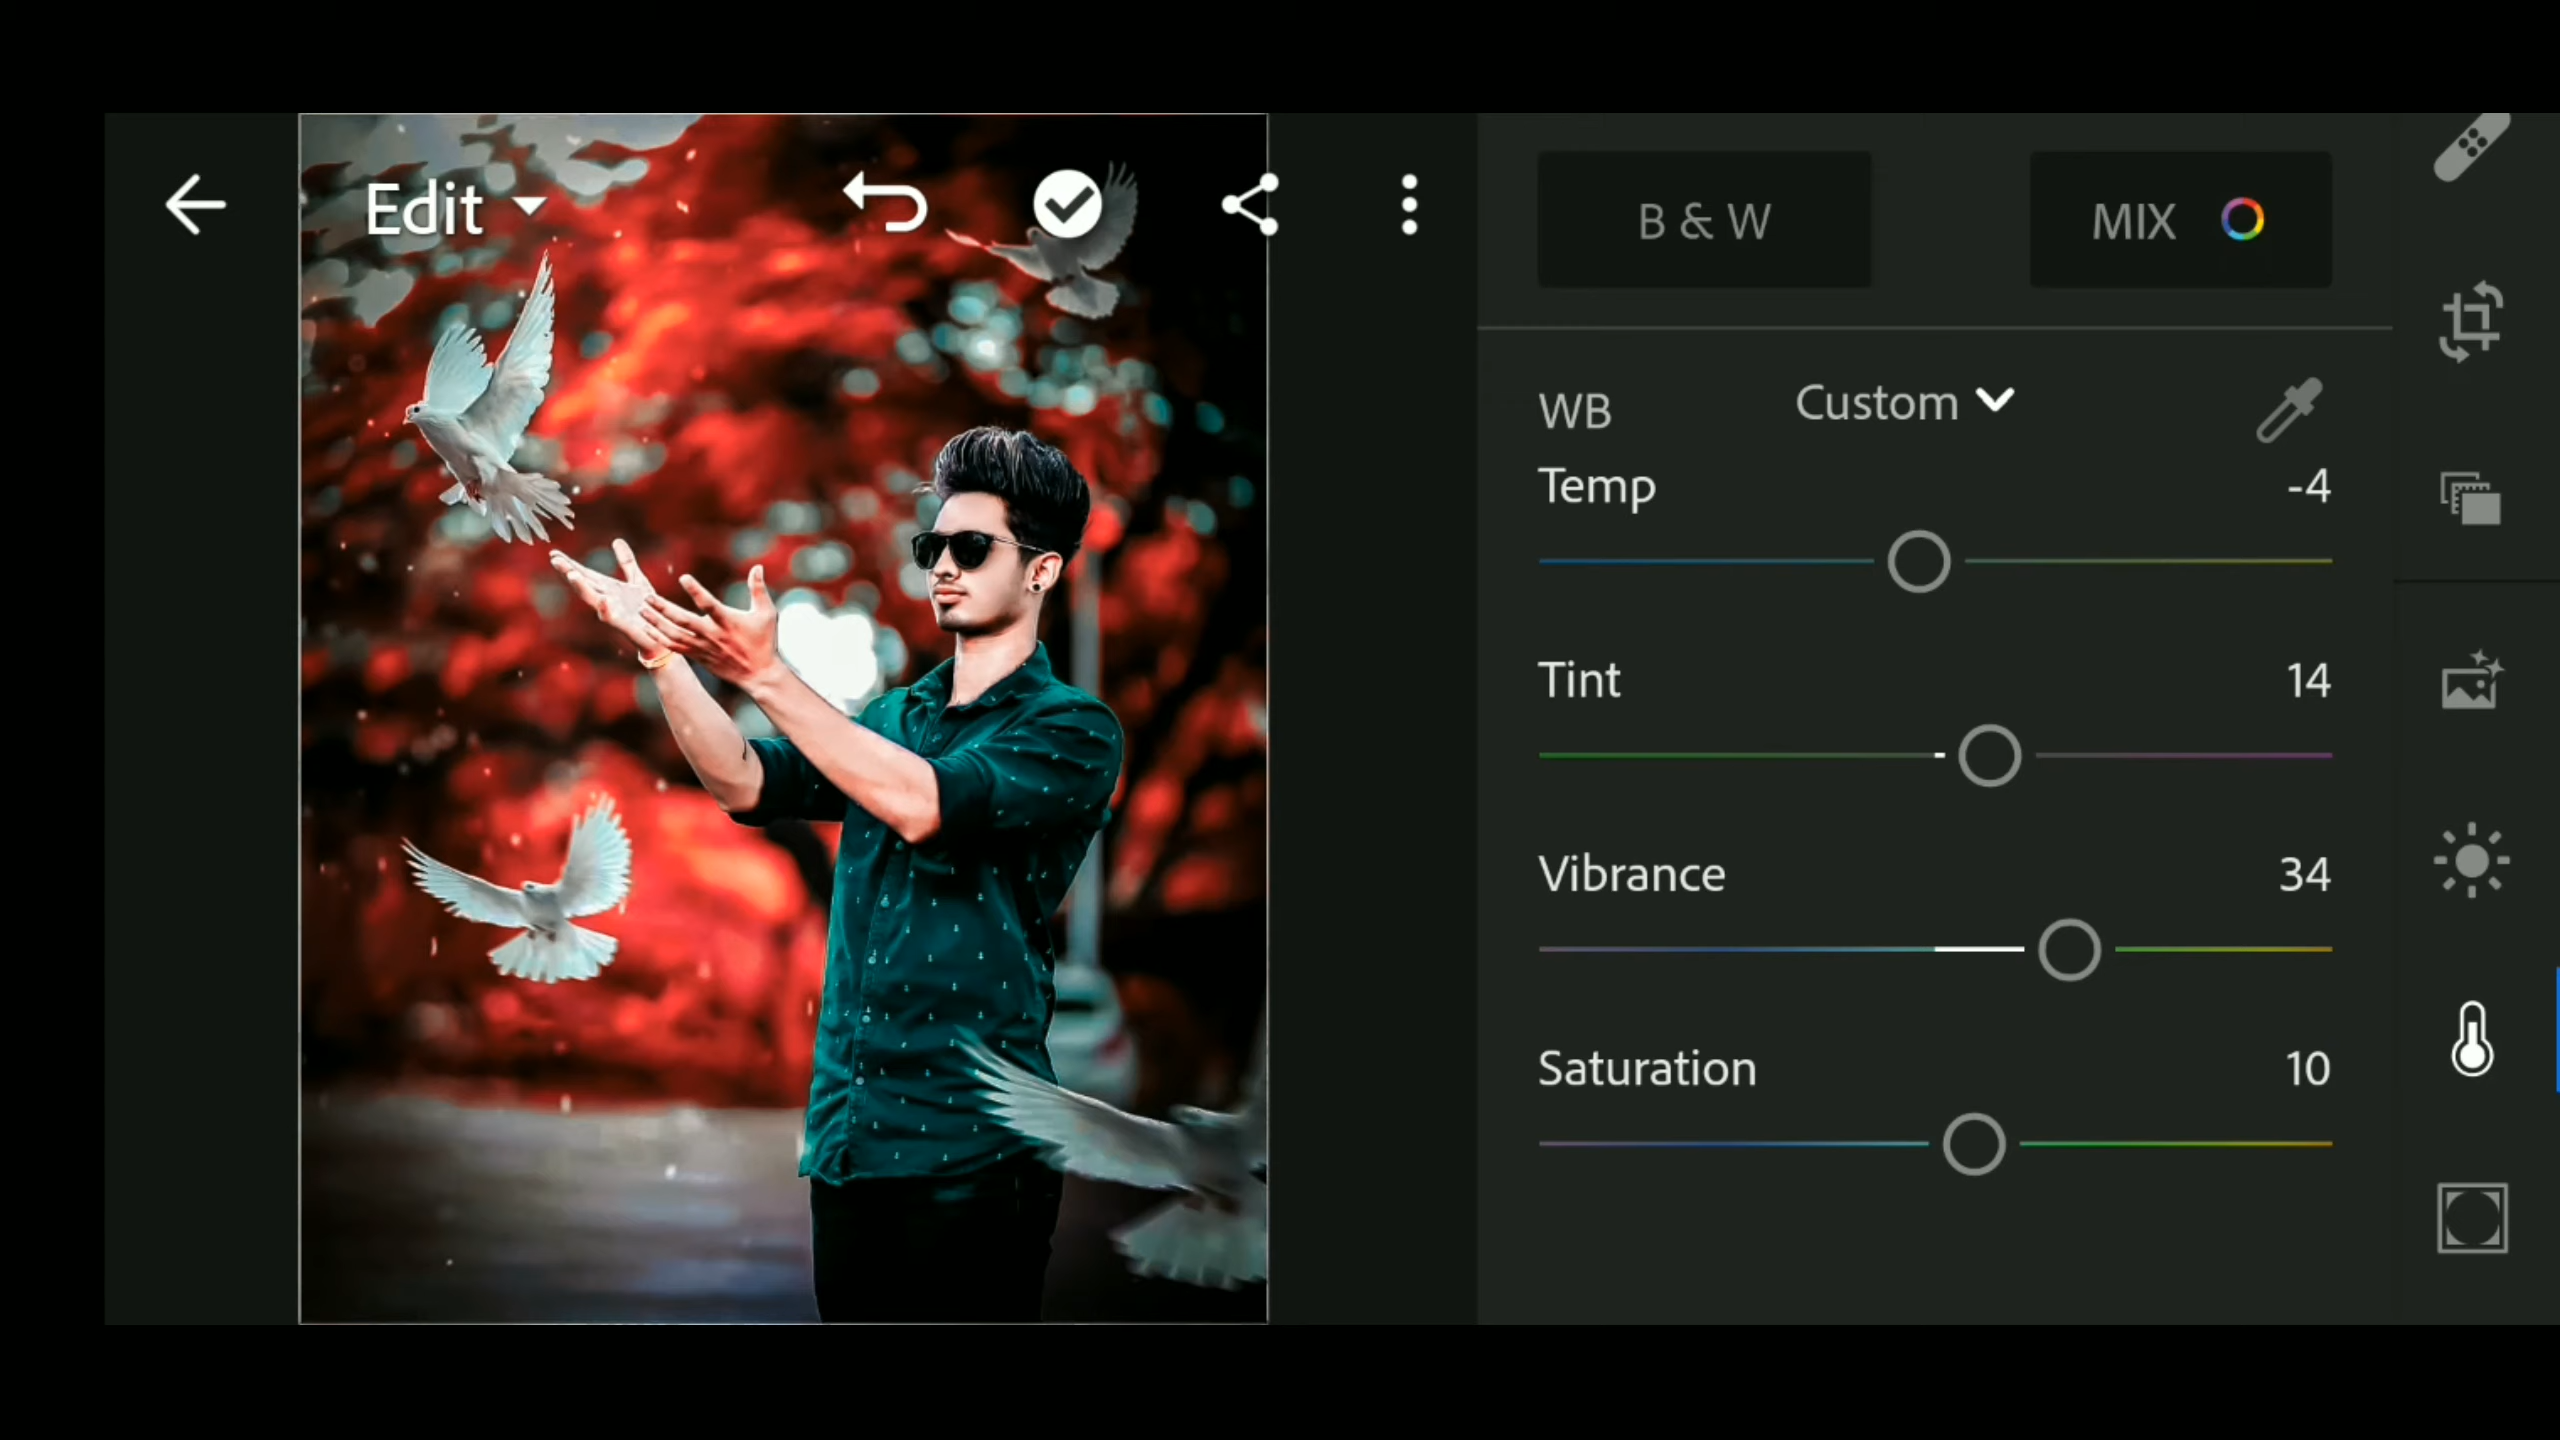 Edit
B & W
MIX
WB
Custom
Temp
-4
Tint
14
Vibrance
34
Saturation
10